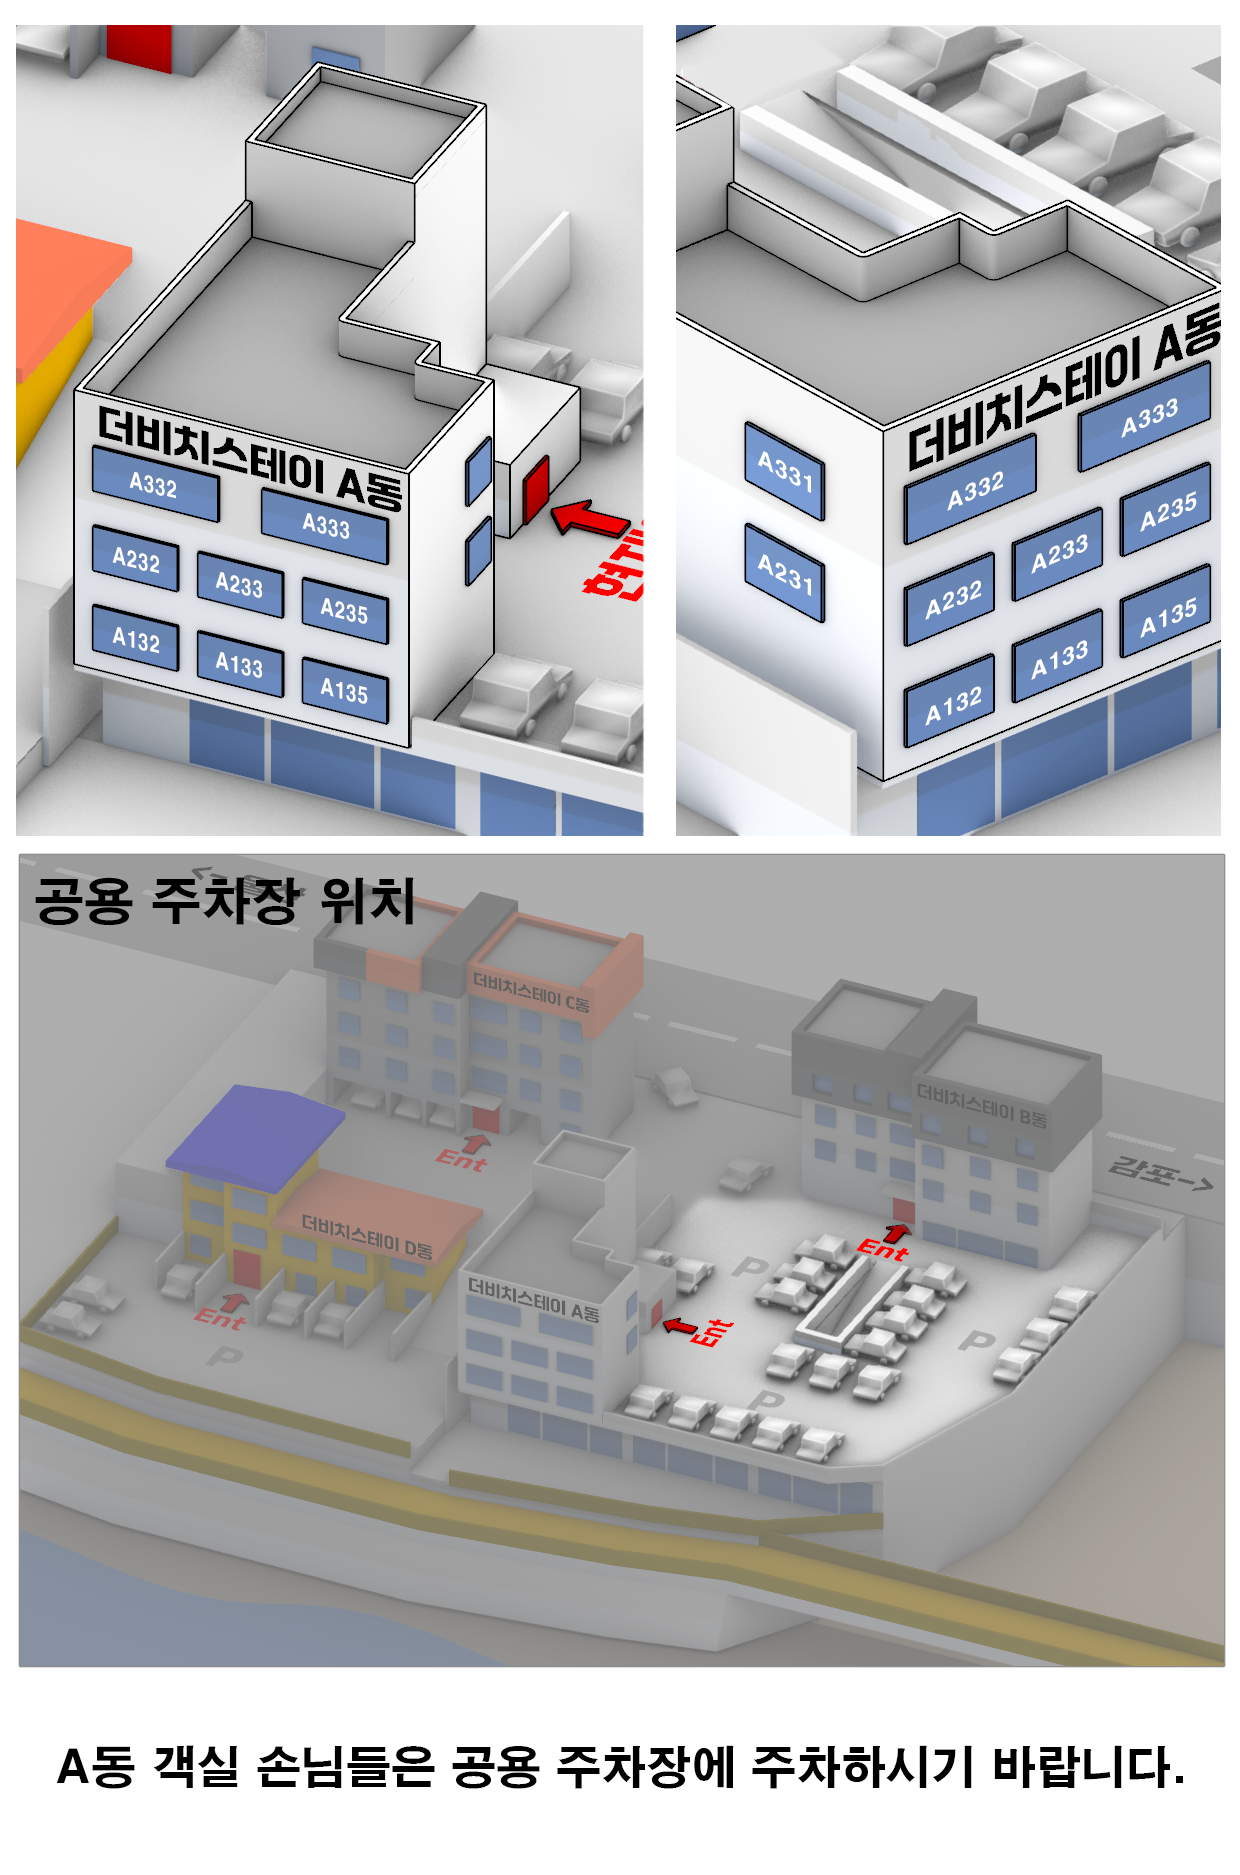 더비치스테이 A동
A332
A333
A232
A233
A235
A132
A133
A135
더비치스테이 A동
A331
A231
A332
A333
A232
A233
A235
A132
A133
A135
공용 주차장 위치
더비치스테이 C동
더비치스테이 B동
감포->
Ent
Ent
더비치스테이 D동
Ent
P
더비치스테이 A동
Ent
P
P
P
A동 객실 손님들은 공용 주차장에 주차하시기 바랍니다.